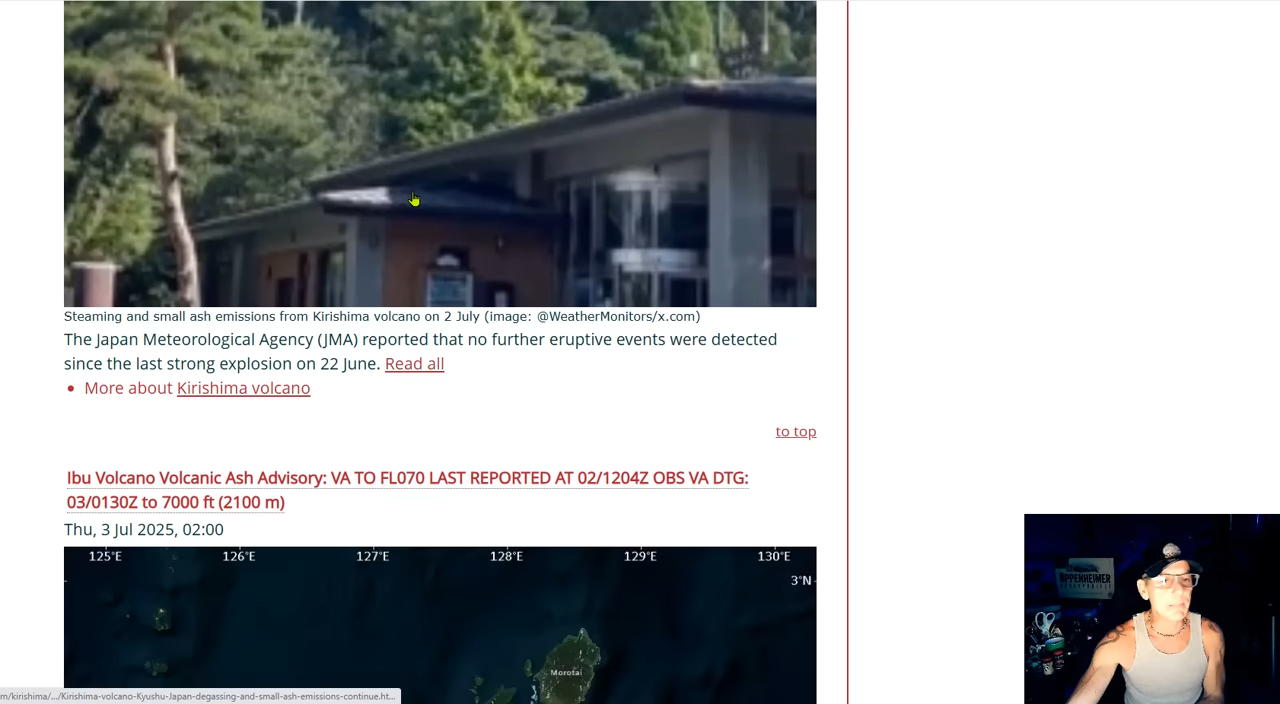 Steaming and small ash emissions from Kirishima volcano on 2 July (image: @WeatherMonitors/x.com)
The Japan Meteorological Agency (JMA) reported that no further eruptive events were detected
since the last strong explosion on 22 June. Read all
• More about Kirishima volcano
to top
Ibu Volcano Volcanic Ash Advisory: VA TO FL070 LAST REPORTED AT 02/1204Z OBS VA DTG:
03/0130Z to 7000 ft (2100 m)
Thu, 3 Jul 2025, 02:00
125°E 126°E 127°E 128°E 129°E 130°E
3°N
OPPENHEIMER
Morotai
m/kirishima/.../Kirishima-volcano-Kyushu-Japan-degassing-and-small-ash-emissions-continue.ht...